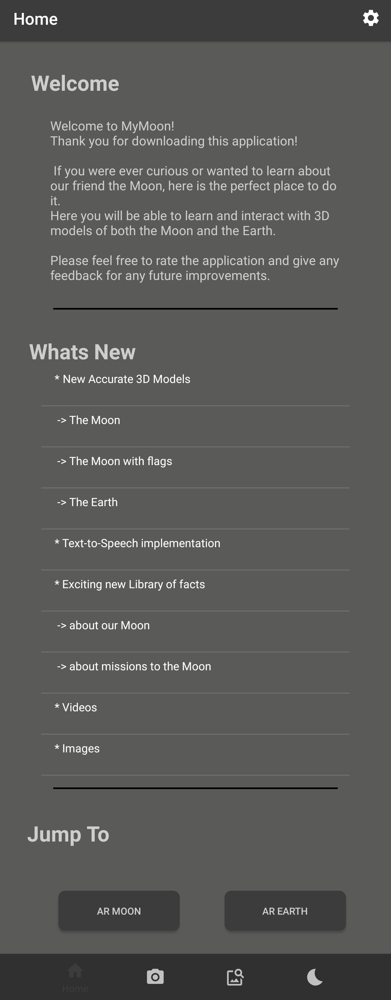 Home
Welcome
Welcome to MyMoon!
Thank you for downloading this application!
If you were ever curious or wanted to learn about
our friend the Moon, here is the perfect place to do
it.
Here you will be able to learn and interact with 3D
models of both the Moon and the Earth.
Please feel free to rate the application and give any
feedback for any future improvements.
Whats New
* New Accurate 3D Models
-> The Moon
-> The Moon with flags
-> The Earth
* Text-to-Speech implementation
* Exciting new Library of facts
-> about our Moon
-> about missions to the Moon
* Videos
* Images
Jump To
AR MOON
AR EARTH
Home